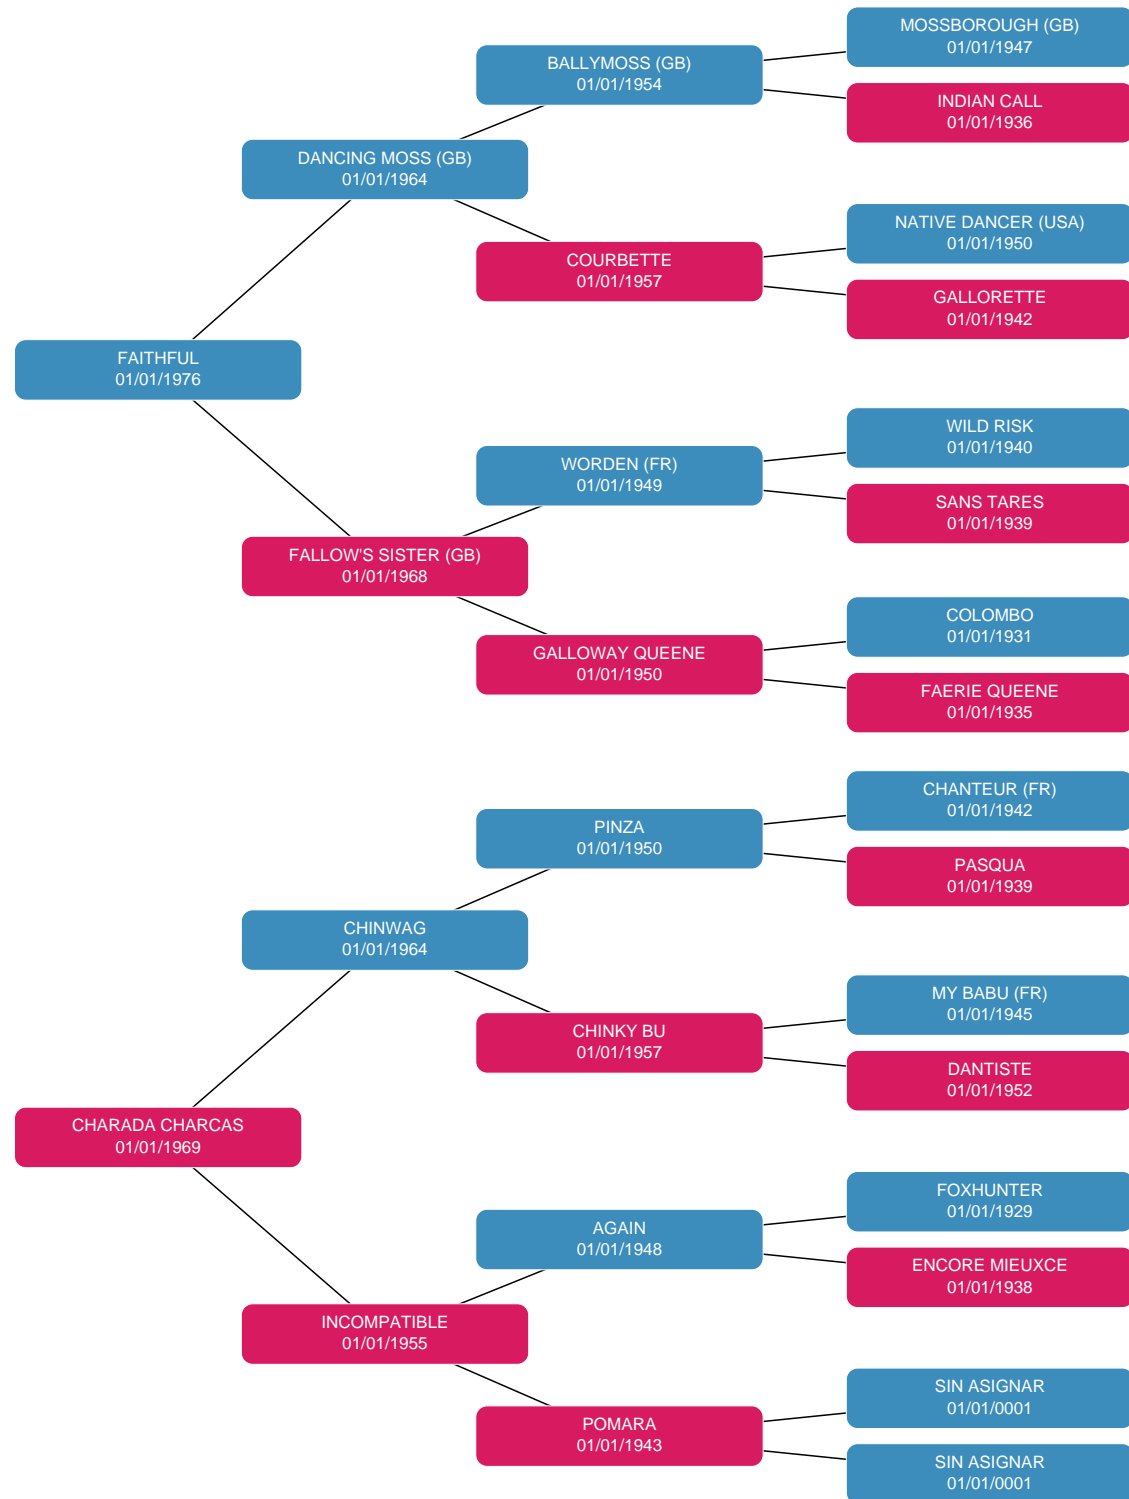 MOSSBOROUGH (GB)
01/01/1947
BALLYMOSS (GB)
01/01/1954
INDIAN CALL
01/01/1936
DANCING MOSS (GB)
01/01/1964
NATIVE DANCER (USA)
01/01/1950
COURBETTE
01/01/1957
GALLORETTE
01/01/1942
FAITHFUL
01/01/1976
WILD RISK
01/01/1940
WORDEN (FR)
01/01/1949
SANS TARES
01/01/1939
FALLOW'S SISTER (GB)
01/01/1968
COLOMBO
01/01/1931
GALLOWAY QUEENE
01/01/1950
FAERIE QUEENE
01/01/1935
CHANTEUR (FR)
01/01/1942
PINZA
01/01/1950
PASQUA
01/01/1939
CHINWAG
01/01/1964
MY BABU (FR)
01/01/1945
CHINKY BU
01/01/1957
DANTISTE
01/01/1952
CHARADA CHARCAS
01/01/1969
FOXHUNTER
01/01/1929
AGAIN
01/01/1948
ENCORE MIEUXCE
01/01/1938
INCOMPATIBLE
01/01/1955
SIN ASIGNAR
01/01/0001
POMARA
01/01/1943
SIN ASIGNAR
01/01/0001